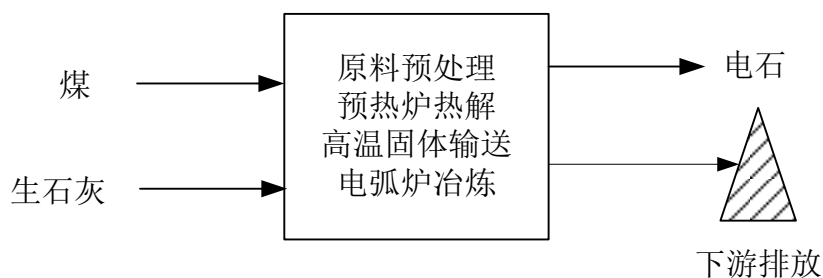 煤
生石灰
原料预处理
预热炉热解
高温固体输送
电弧炉冶炼
电石
下游排放